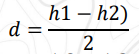 d = (h1 − h2) / 2